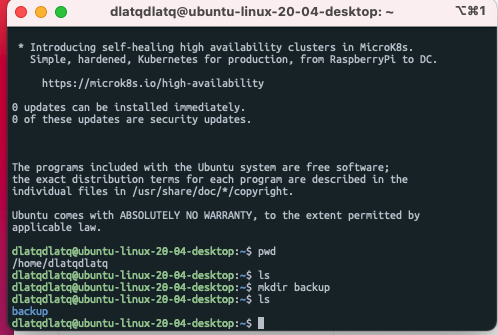 dlatqdlatq@ubuntu-linux-20-04-desktop: ~
⌥⌘1
* Introducing self-healing high availability clusters in MicroK8s.
Simple, hardened, Kubernetes for production, from RaspberryPi to DC.
https://microk8s.io/high-availability
0 updates can be installed immediately.
0 of these updates are security updates.
The programs included with the Ubuntu system are free software;
the exact distribution terms for each program are described in the
individual files in /usr/share/doc/*/copyright.
Ubuntu comes with ABSOLUTELY NO WARRANTY, to the extent permitted by
applicable law.
dlatqdlatq@ubuntu-linux-20-04-desktop:~$ pwd
/home/dlatqdlatq
dlatqdlatq@ubuntu-linux-20-04-desktop:~$ ls
dlatqdlatq@ubuntu-linux-20-04-desktop:~$ mkdir backup
dlatqdlatq@ubuntu-linux-20-04-desktop:~$ ls
backup
dlatqdlatq@ubuntu-linux-20-04-desktop:~$